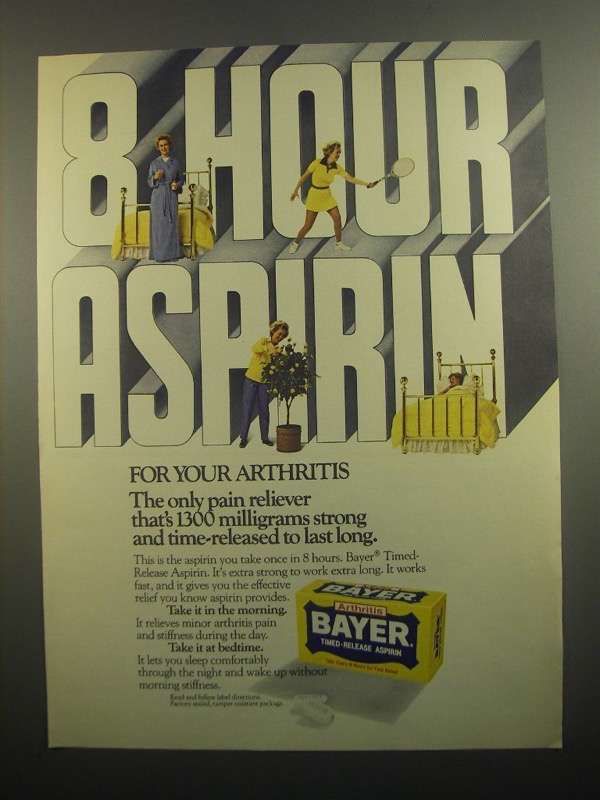 8 HOUR
ASPIRIN
FOR YOUR ARTHRITIS
The only pain reliever
that's 1300 milligrams strong
and time-released to last long.
This is the aspirin you take once in 8 hours. Bayer® Timed-
Release Aspirin. It's extra strong to work extra long. It works
fast, and it gives you the effective
relief you know aspirin provides.
Take it in the morning.
It relieves minor arthritis pain
and stiffness during the day.
Take it at bedtime.
It lets you sleep comfortably
through the night and wake up without
morning stiffness.
Read and follow label directions.
Factory sealed, tamper resistant package.
BAYER
Arthritis
BAYER®
TIMED-RELEASE ASPIRIN